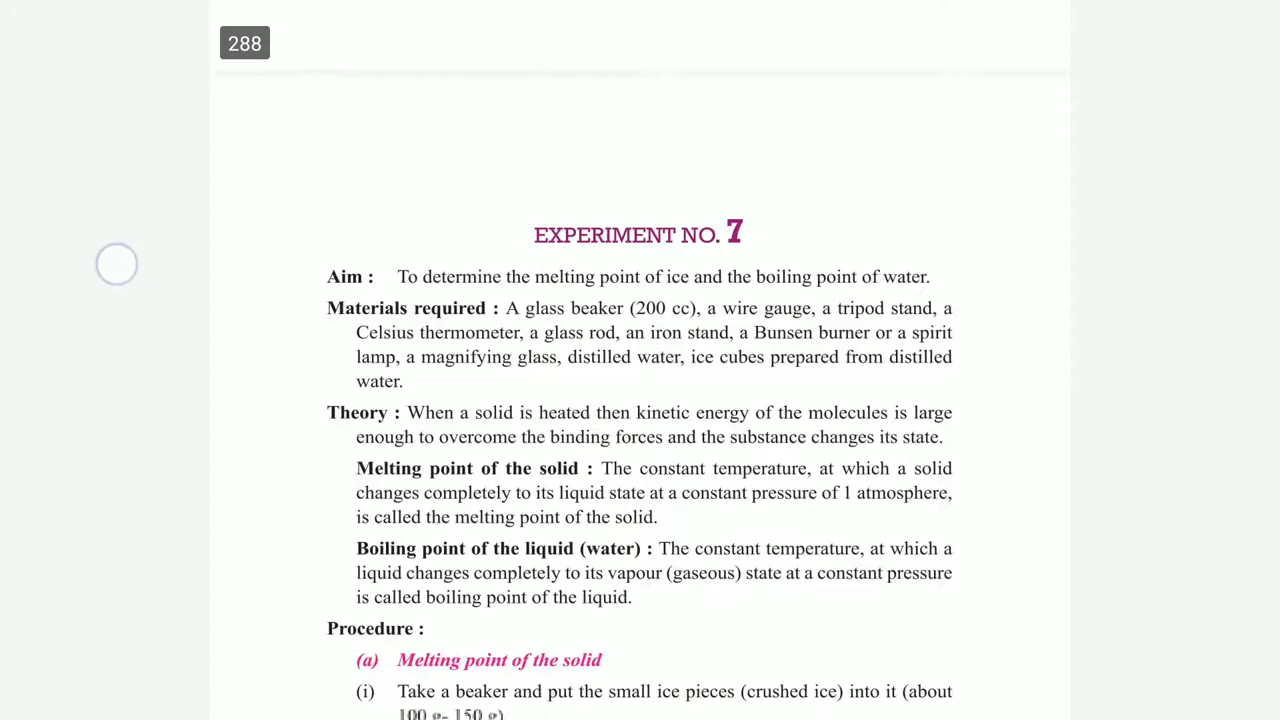 288
EXPERIMENT NO. 7
Aim : To determine the melting point of ice and the boiling point of water.
Materials required : A glass beaker (200 cc), a wire gauge, a tripod stand, a
Celsius thermometer, a glass rod, an iron stand, a Bunsen burner or a spirit
lamp, a magnifying glass, distilled water, ice cubes prepared from distilled
water.
Theory : When a solid is heated then kinetic energy of the molecules is large
enough to overcome the binding forces and the substance changes its state.
Melting point of the solid : The constant temperature, at which a solid
changes completely to its liquid state at a constant pressure of 1 atmosphere,
is called the melting point of the solid.
Boiling point of the liquid (water) : The constant temperature, at which a
liquid changes completely to its vapour (gaseous) state at a constant pressure
is called boiling point of the liquid.
Procedure :
(a) Melting point of the solid
(i) Take a beaker and put the small ice pieces (crushed ice) into it (about
100 g- 150 g)